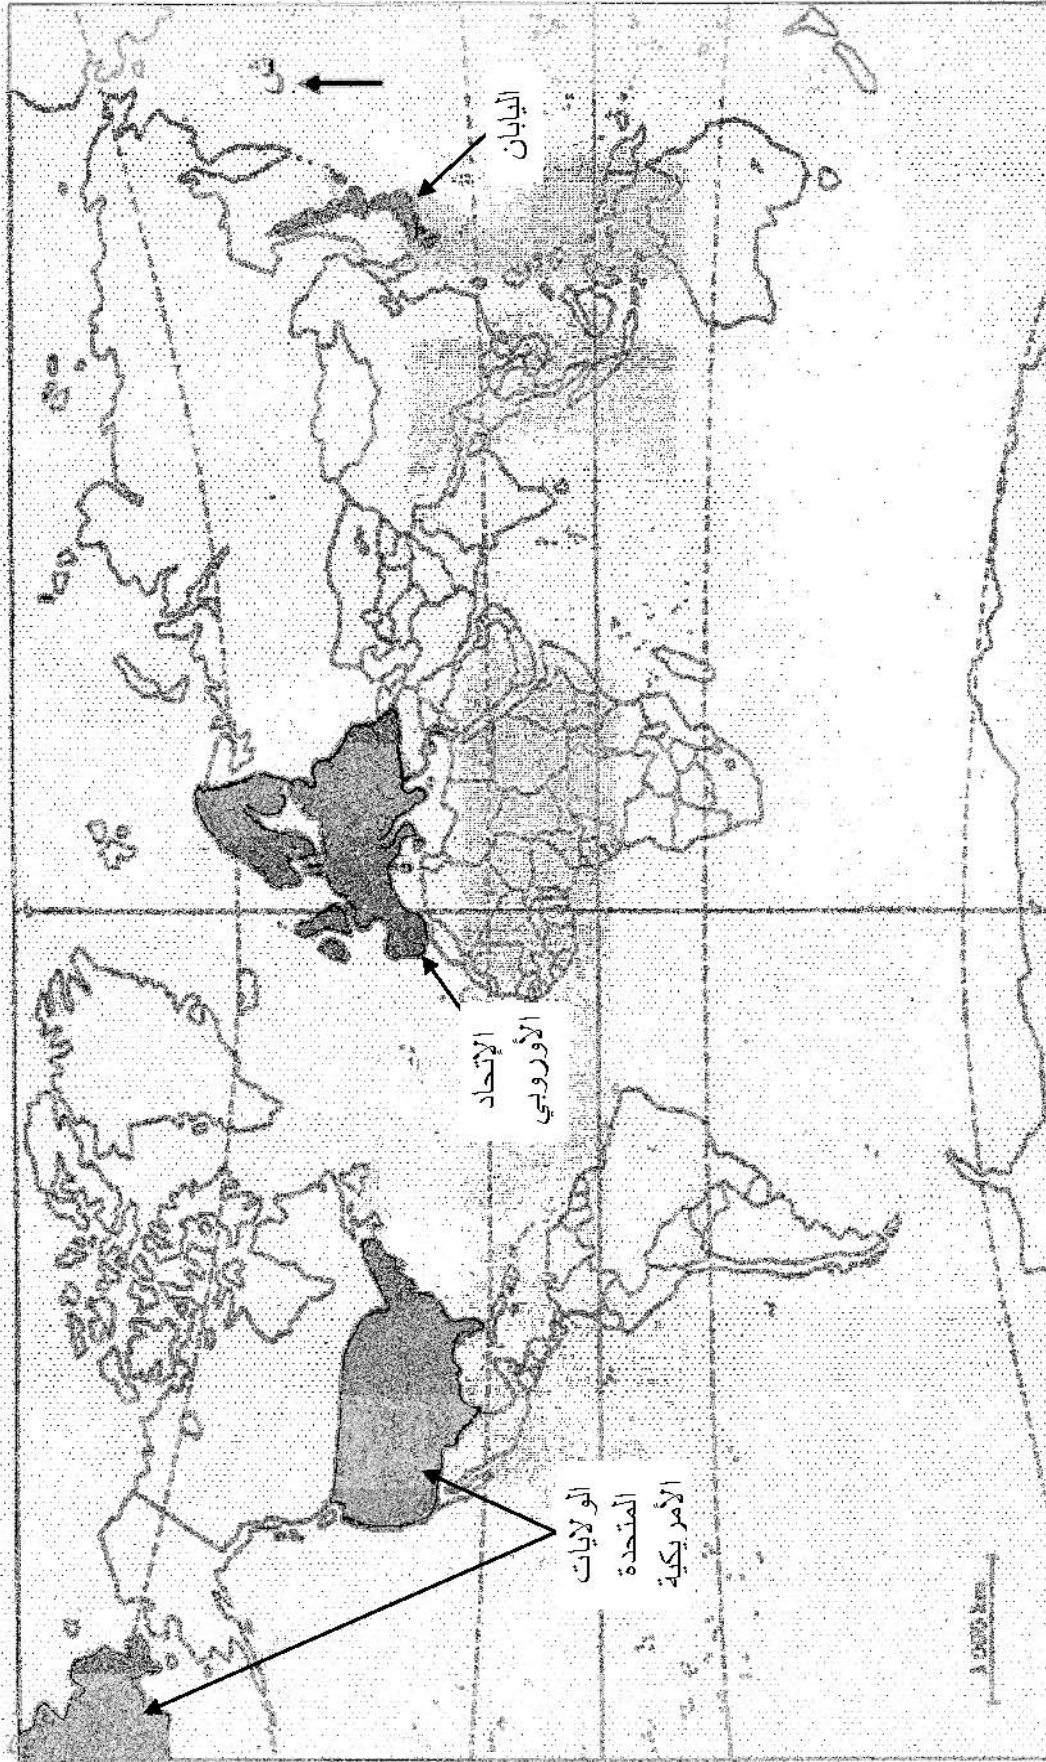 ش
اليابان
الإتحاد
الأوروبي
الولايات
المتحدة
الأمريكية